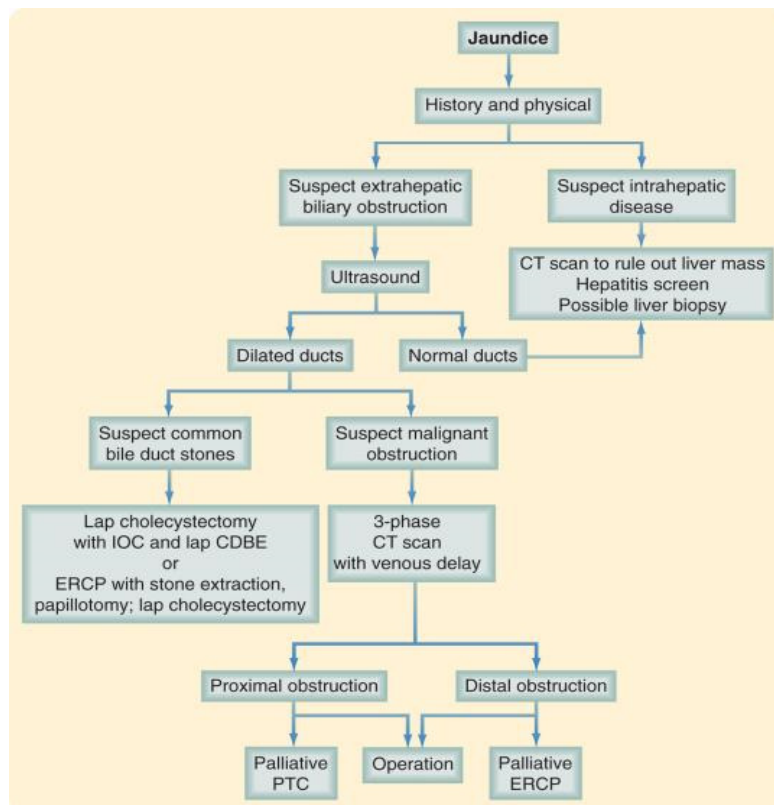 Jaundice
History and physical
Suspect extrahepatic
biliary obstruction
Suspect intrahepatic
disease
CT scan to rule out liver mass
Hepatitis screen
Possible liver biopsy
Ultrasound
Dilated ducts
Normal ducts
Suspect common
bile duct stones
Suspect malignant
obstruction
Lap cholecystectomy
with IOC and lap CDBE
or
ERCP with stone extraction,
papillotomy; lap cholecystectomy
3-phase
CT scan
with venous delay
Proximal obstruction
Distal obstruction
Palliative
PTC
Operation
Palliative
ERCP